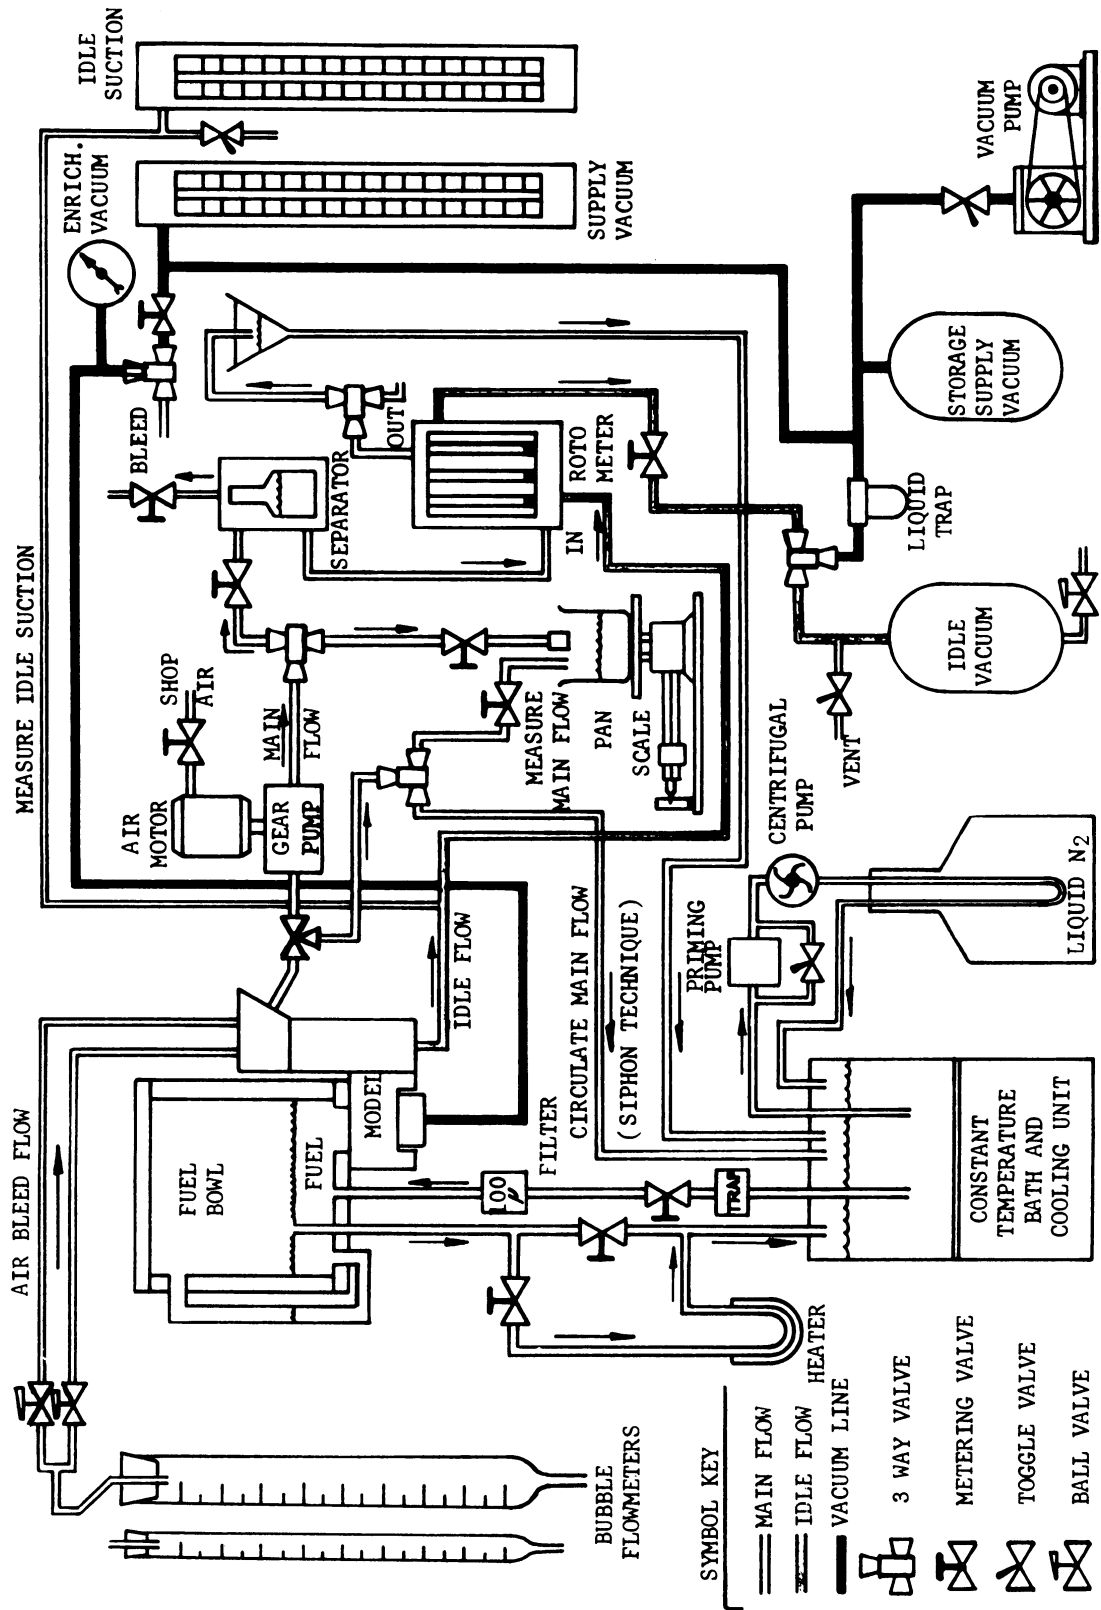 AIR BLEED FLOW
MEASURE IDLE SUCTION
IDLE
SUCTION
ENRICH.
VACUUM
SUPPLY
VACUUM
BLEED
SHOP
AIR
AIR
MOTOR
GEAR
PUMP
MAIN
FLOW
SEPARATOR
OUT
IN
ROTO
METER
FUEL
BOWL
FUEL
MODEL
IDLE FLOW
MEASURE
MAIN FLOW
PAN
SCALE
BUBBLE
FLOWMETERS
100
μ
FILTER
CIRCULATE MAIN FLOW
(SIPHON TECHNIQUE)
TRAP
HEATER
PRIMING
PUMP
CENTRIFUGAL
PUMP
VENT
IDLE
VACUUM
LIQUID
TRAP
STORAGE
SUPPLY
VACUUM
VACUUM
PUMP
LIQUID N2
CONSTANT
TEMPERATURE
BATH AND
COOLING UNIT
SYMBOL KEY
MAIN FLOW
IDLE FLOW
VACUUM LINE
3 WAY VALVE
METERING VALVE
TOGGLE VALVE
BALL VALVE